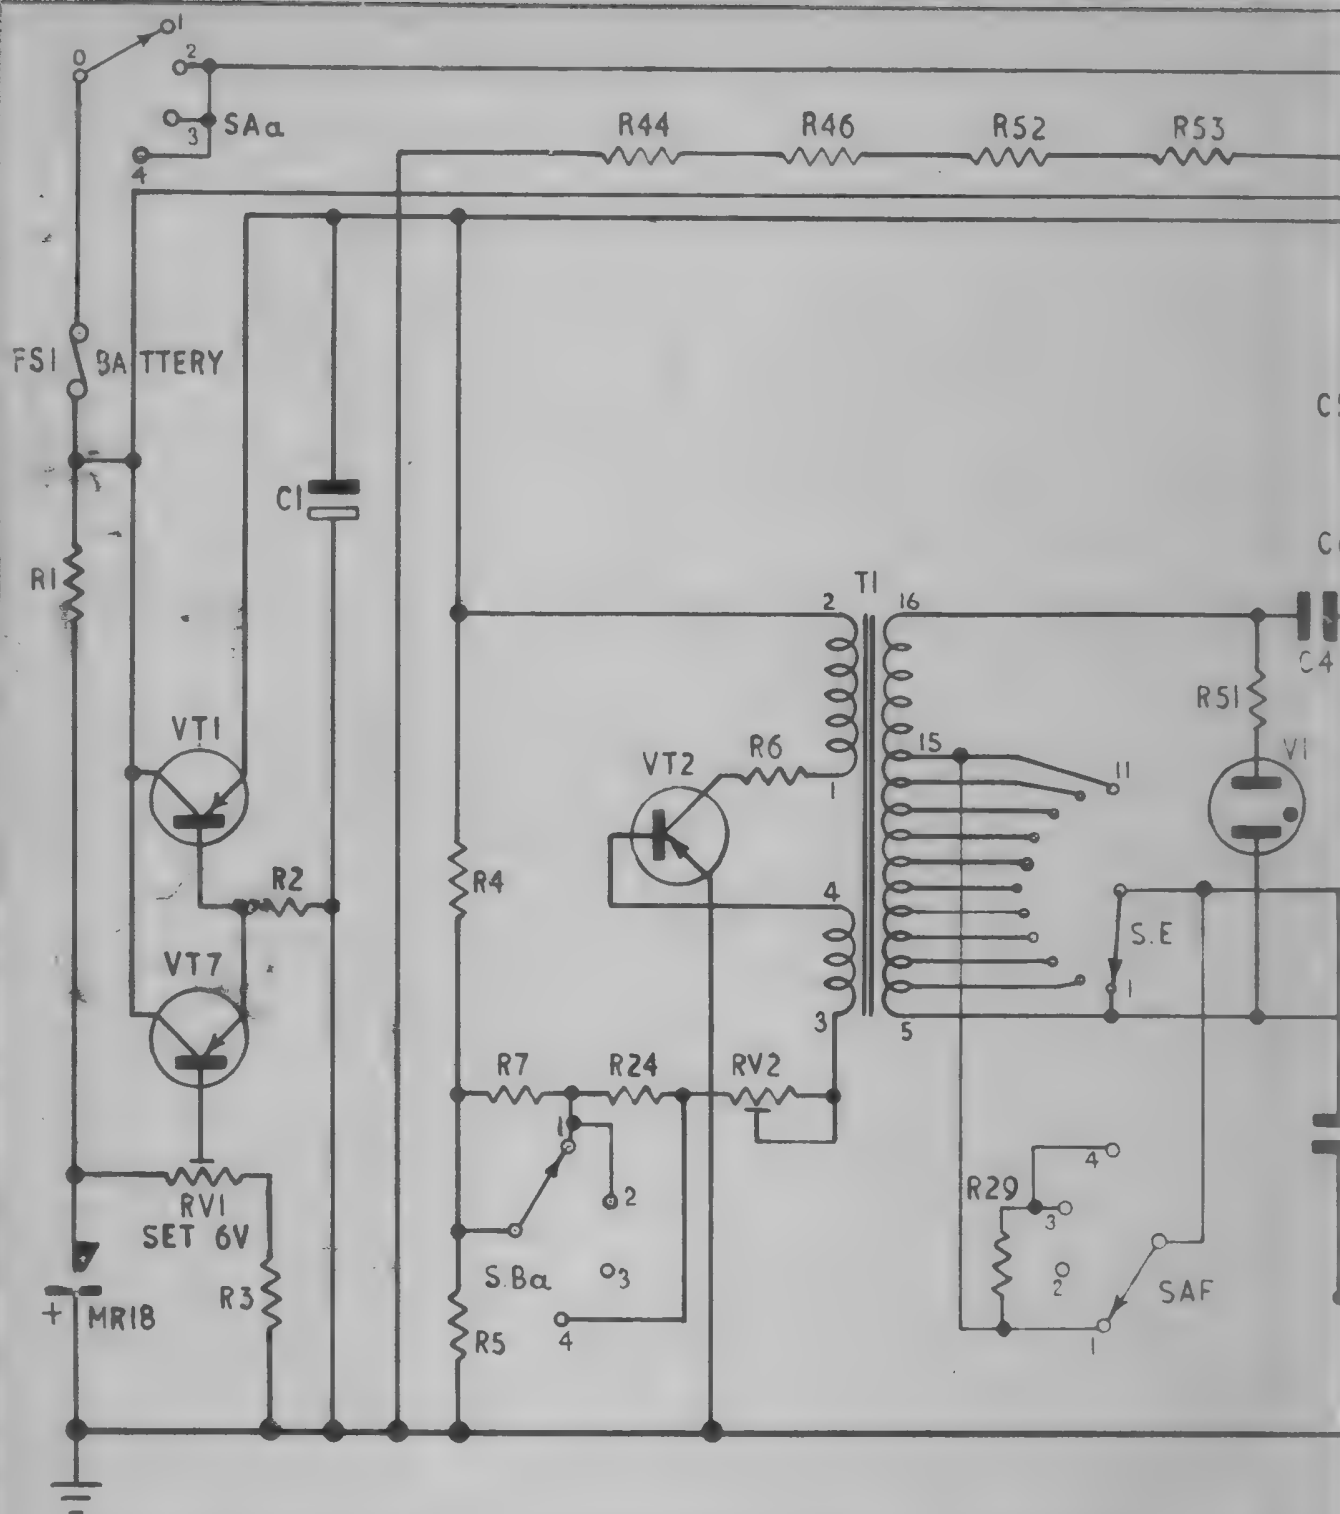 1
0
2
3
SAa
4
R44 R46 R52 R53
FS1 BATTERY
C1
R1
T1
2 16
C4
R51
VT1
15
R6
V1
VT2
11
1
R2
R4
4
S.E
VT7
1
3 5
R7 R24 RV2
1
4
R29
2
RV1
3
SET 6V
S.Ba
3
2
SAF
R3
+ MR18
R5
4
1